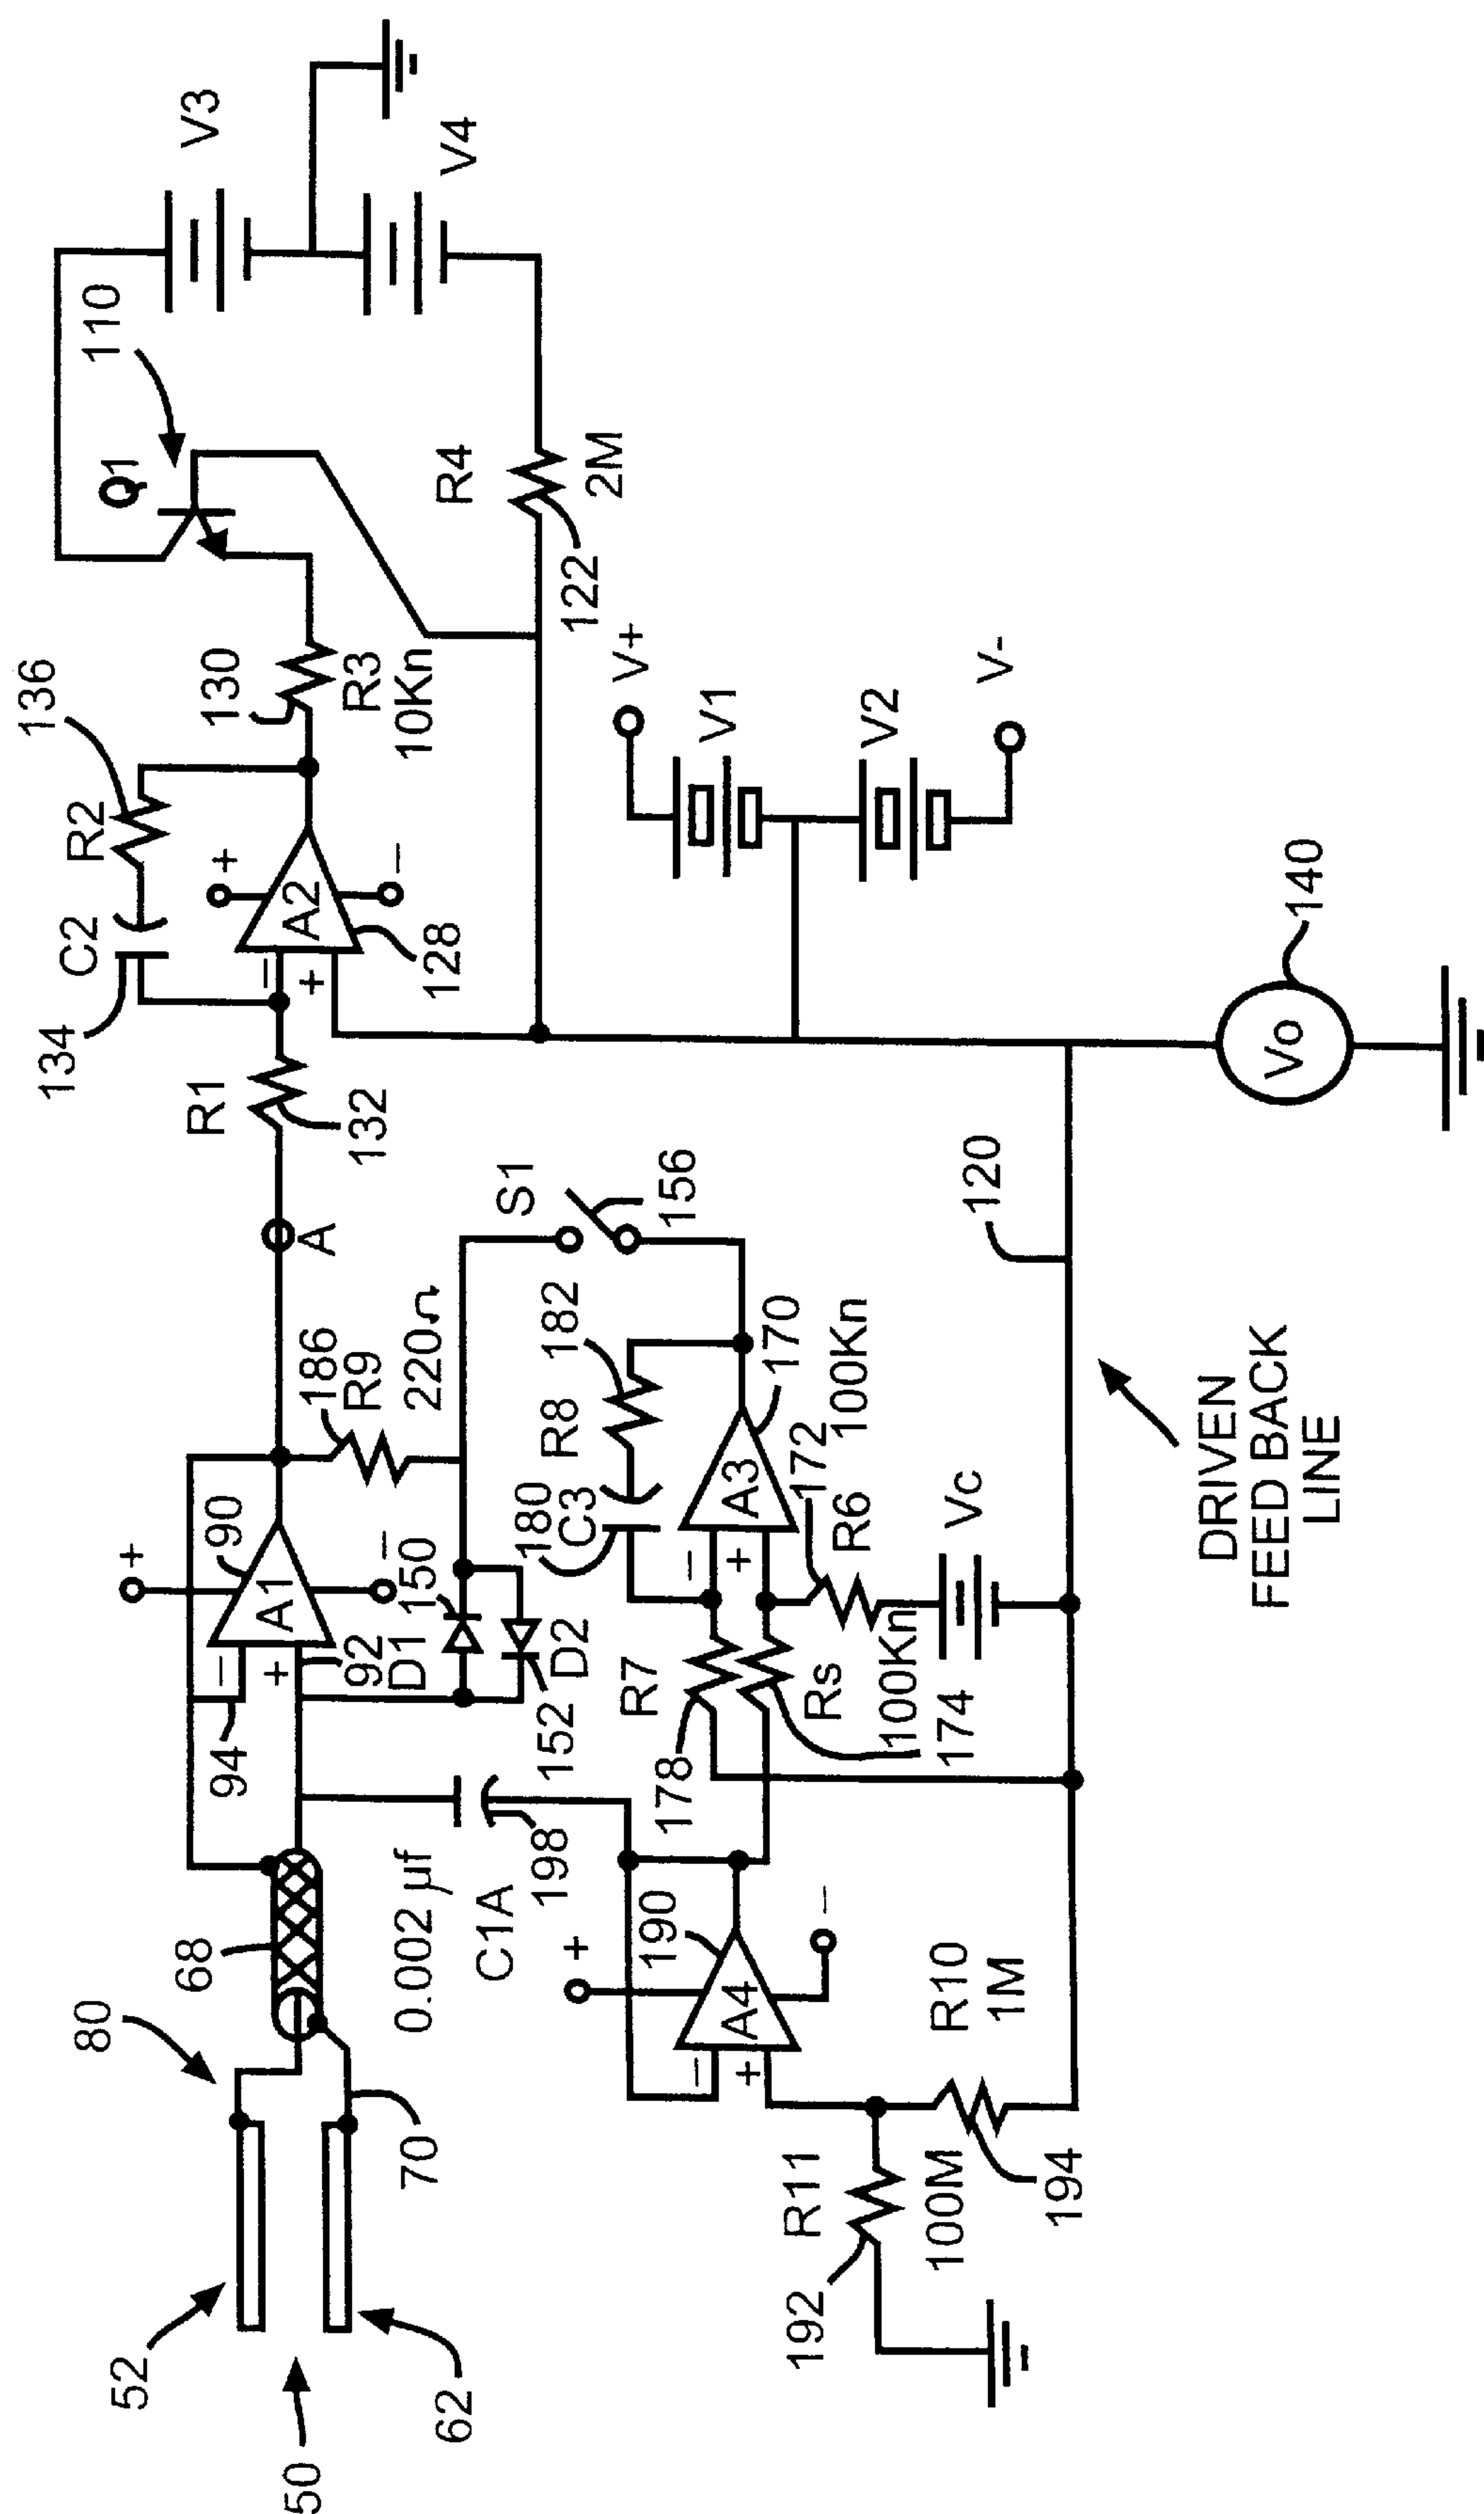 50
52
62
80
68
70
94
+
A1
90
−
+
−
92
D1
150
D2
152
186
R9
220Ω
A
R1
132
134
C2
R2
136
−
+
A2
+
−
128
130
R3
10Kn
Q1
110
V3
V4
R4
2M
122
0.002 µf
C1A
198
R7
178
Rs
100Kn
174
180
C3
R8
182
−
+
A3
170
172
R6
100Kn
Vc
S1
156
190
A4
+
−
−
+
R10
1M
194
R11
100M
192
V+
V1
V2
V-
120
DRIVEN
FEED BACK
LINE
Vo
140